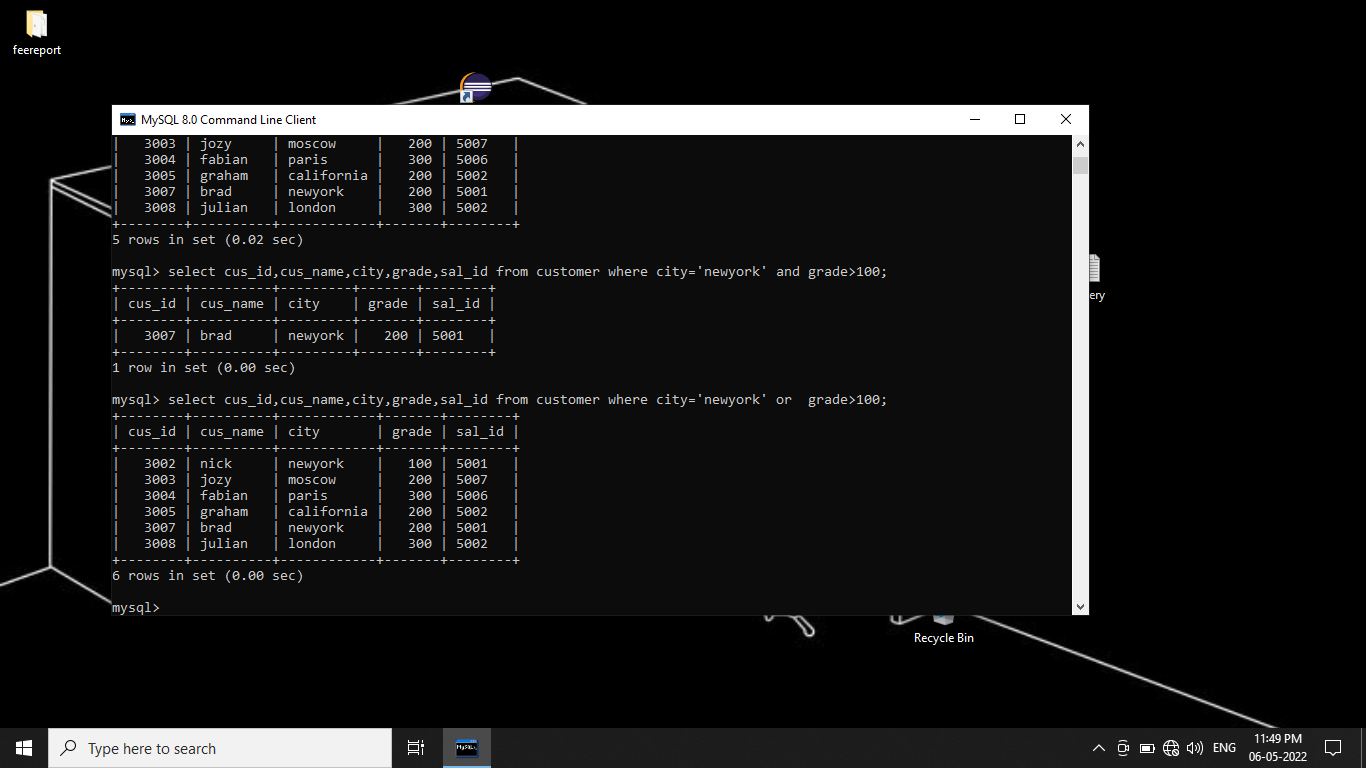 feereport
MySQL 8.0 Command Line Client
|   3003 | jozy     | moscow     |   200 | 5007   |
|   3004 | fabian   | paris      |   300 | 5006   |
|   3005 | graham   | california |   200 | 5002   |
|   3007 | brad     | newyork    |   200 | 5001   |
|   3008 | julian   | london     |   300 | 5002   |
+--------+----------+------------+-------+--------+
5 rows in set (0.02 sec)
mysql> select cus_id,cus_name,city,grade,sal_id from customer where city='newyork' and grade>100;
+--------+----------+---------+-------+--------+
| cus_id | cus_name | city    | grade | sal_id |
+--------+----------+---------+-------+--------+
|   3007 | brad     | newyork |   200 | 5001   |
+--------+----------+---------+-------+--------+
1 row in set (0.00 sec)
mysql> select cus_id,cus_name,city,grade,sal_id from customer where city='newyork' or  grade>100;
+--------+----------+------------+-------+--------+
| cus_id | cus_name | city       | grade | sal_id |
+--------+----------+------------+-------+--------+
|   3002 | nick     | newyork    |   100 | 5001   |
|   3003 | jozy     | moscow     |   200 | 5007   |
|   3004 | fabian   | paris      |   300 | 5006   |
|   3005 | graham   | california |   200 | 5002   |
|   3007 | brad     | newyork    |   200 | 5001   |
|   3008 | julian   | london     |   300 | 5002   |
+--------+----------+------------+-------+--------+
6 rows in set (0.00 sec)
mysql>
ery
Recycle Bin
Type here to search
ENG
11:49 PM
06-05-2022